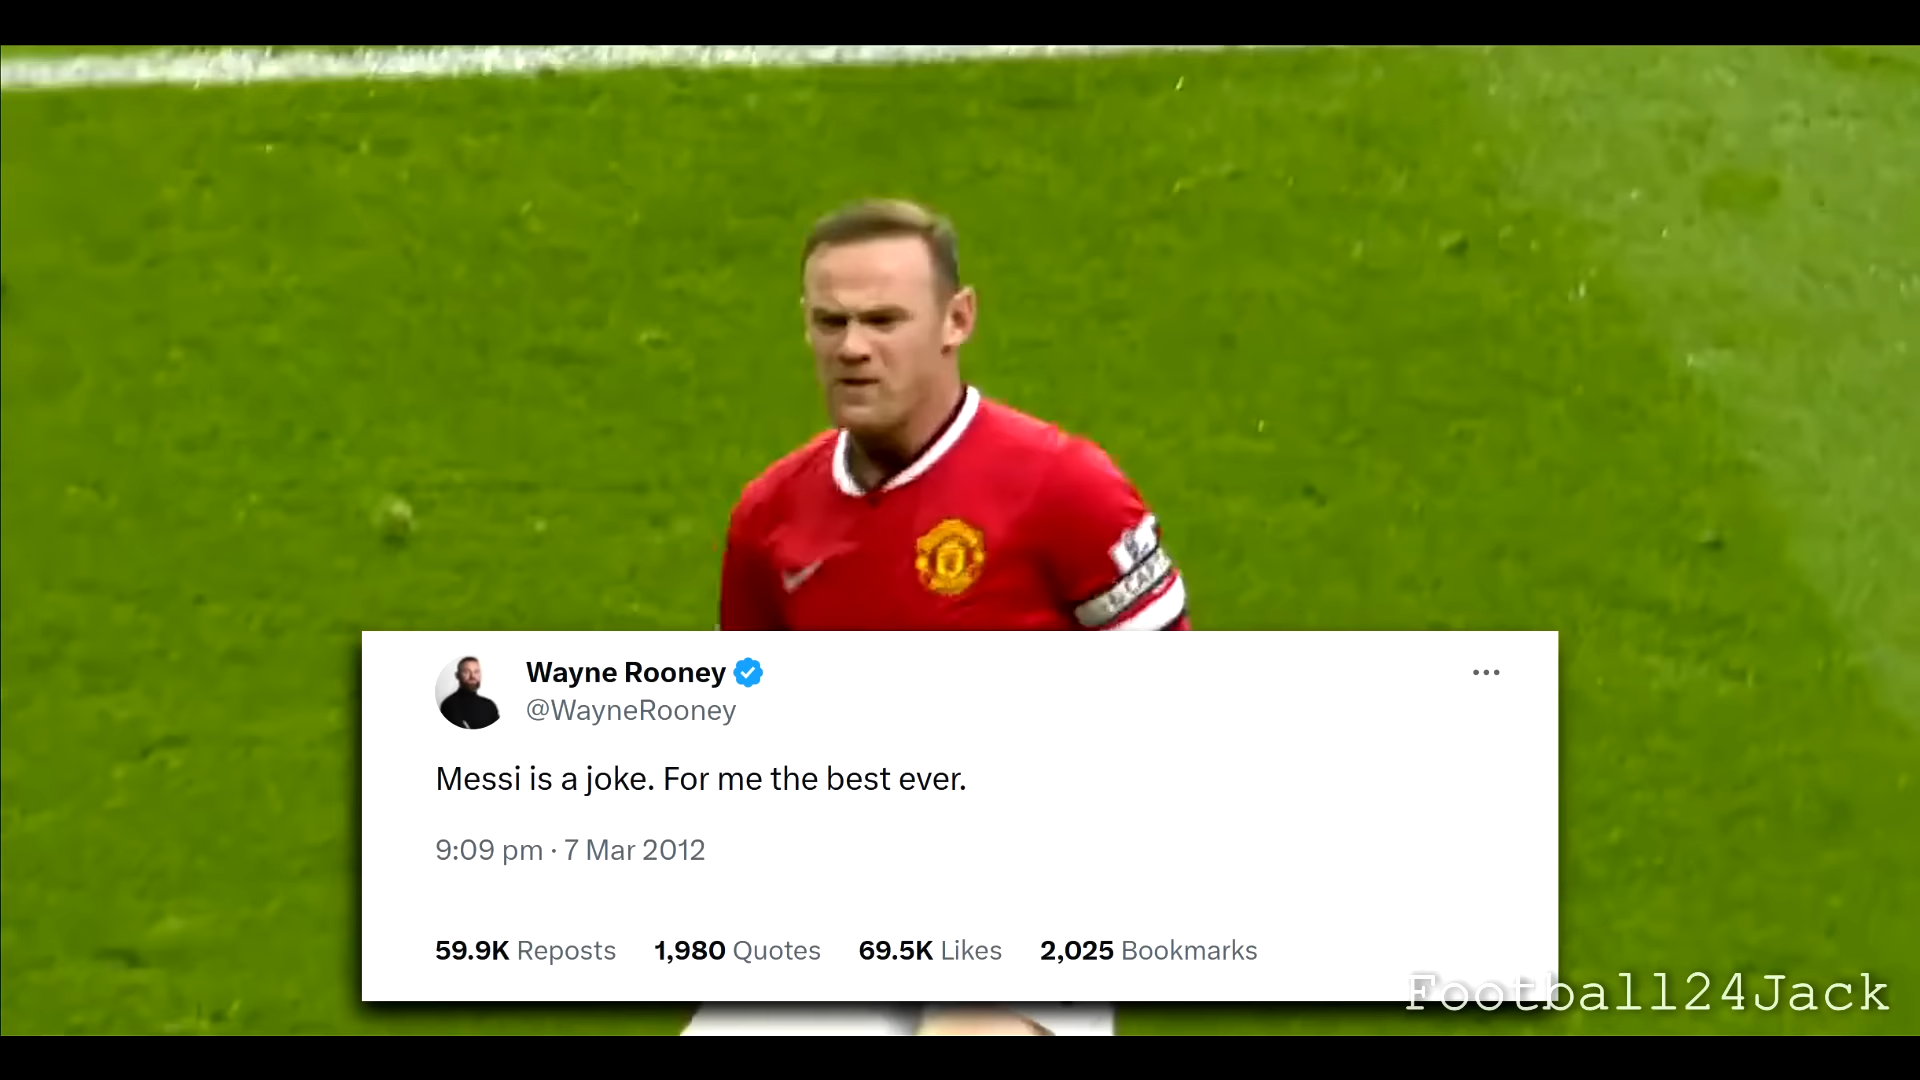 Wayne Rooney
@WayneRooney
Messi is a joke. For me the best ever.
9:09 pm · 7 Mar 2012
59.9K Reposts 1,980 Quotes 69.5K Likes 2,025 Bookmarks
Football24Jack